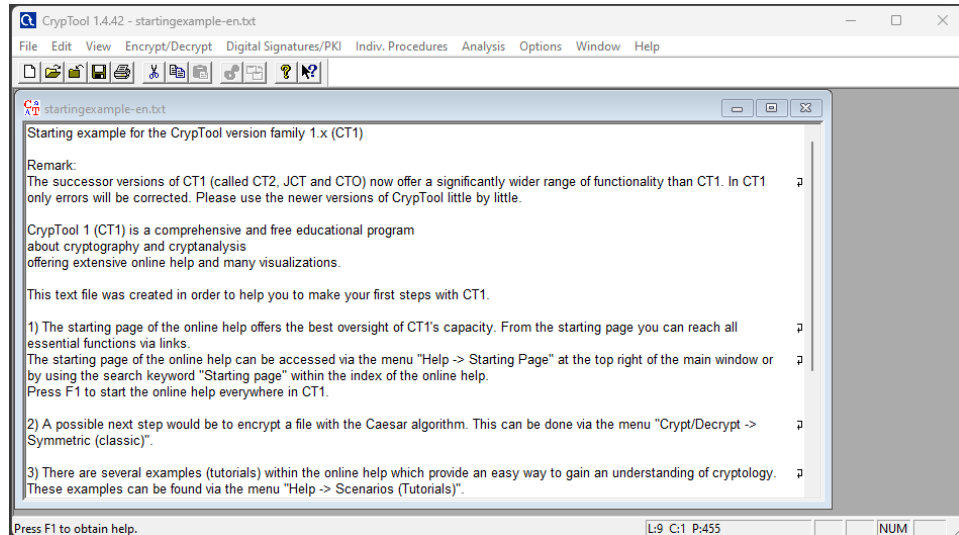 CrypTool 1.4.42 - startingexample-en.txt
File Edit View Encrypt/Decrypt Digital Signatures/PKI Indiv. Procedures Analysis Options Window Help
startingexample-en.txt
Starting example for the CrypTool version family 1.x (CT1)
Remark:
The successor versions of CT1 (called CT2, JCT and CTO) now offer a significantly wider range of functionality than CT1. In CT1
only errors will be corrected. Please use the newer versions of CrypTool little by little.
CrypTool 1 (CT1) is a comprehensive and free educational program
about cryptography and cryptanalysis
offering extensive online help and many visualizations.
This text file was created in order to help you to make your first steps with CT1.
1) The starting page of the online help offers the best oversight of CT1's capacity. From the starting page you can reach all
essential functions via links.
The starting page of the online help can be accessed via the menu "Help -> Starting Page" at the top right of the main window or
by using the search keyword "Starting page" within the index of the online help.
Press F1 to start the online help everywhere in CT1.
2) A possible next step would be to encrypt a file with the Caesar algorithm. This can be done via the menu "Crypt/Decrypt ->
Symmetric (classic)".
3) There are several examples (tutorials) within the online help which provide an easy way to gain an understanding of cryptology.
These examples can be found via the menu "Help -> Scenarios (Tutorials)".
Press F1 to obtain help. L:9 C:1 P:455 NUM